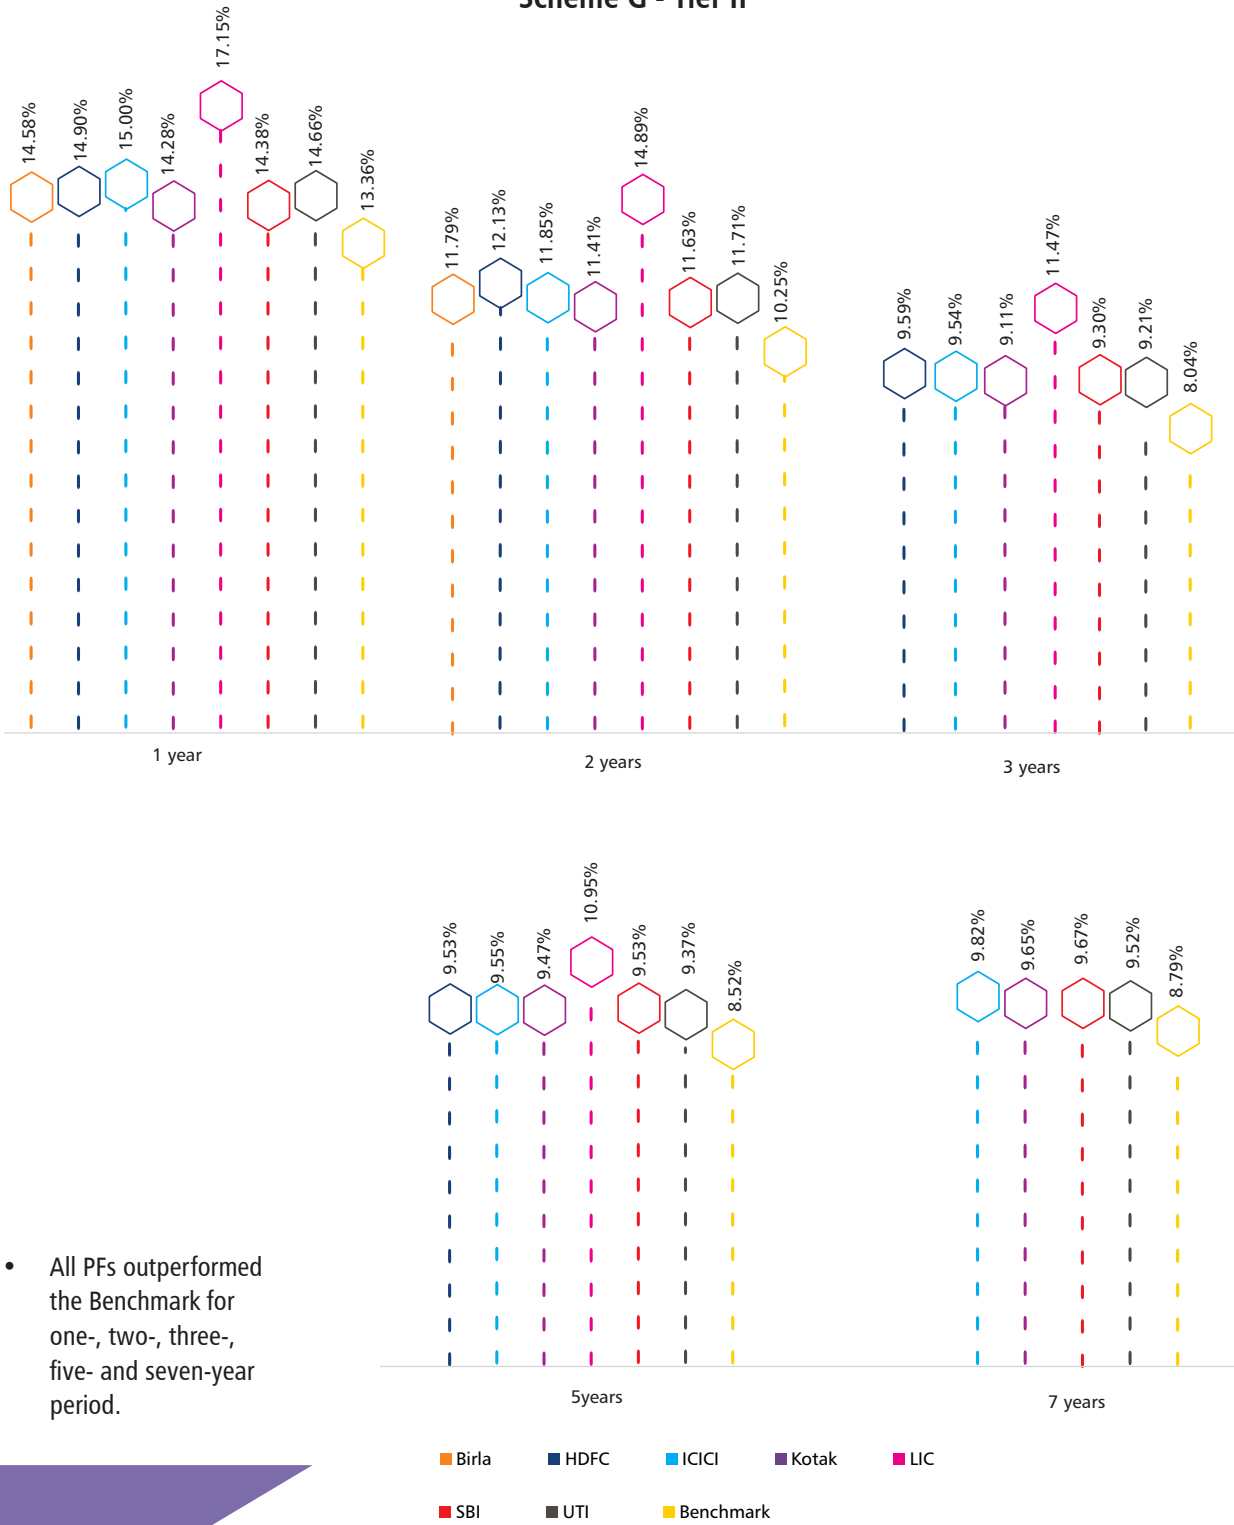 Scheme G - Tier II
14.58%
14.90%
15.00%
14.28%
17.15%
14.38%
14.66%
13.36%
1 year
11.79%
12.13%
11.85%
11.41%
14.89%
11.63%
11.71%
10.25%
2 years
9.59%
9.54%
9.11%
11.47%
9.30%
9.21%
8.04%
3 years
9.53%
9.55%
9.47%
10.95%
9.53%
9.37%
8.52%
5years
9.82%
9.65%
9.67%
9.52%
8.79%
7 years
• All PFs outperformed
the Benchmark for
one-, two-, three-,
five- and seven-year
period.
Birla HDFC ICICI Kotak LIC
SBI UTI Benchmark